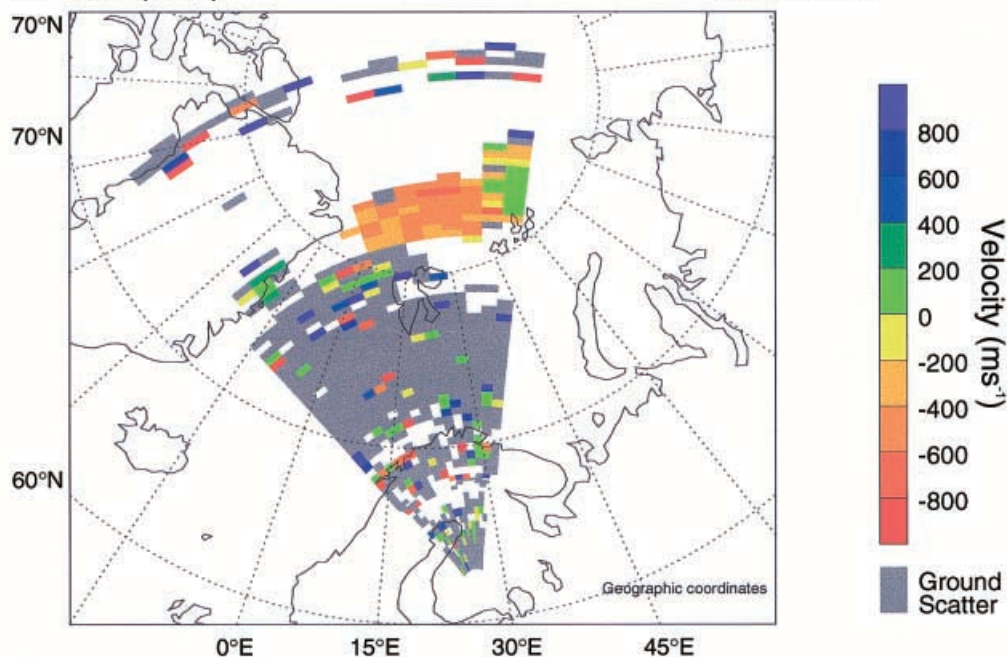 70°N
70°N
60°N
0°E 15°E 30°E 45°E
Geographic coordinates
800
600
400
200
0
-200
-400
-600
-800
Velocity (ms⁻¹)
Ground
Scatter